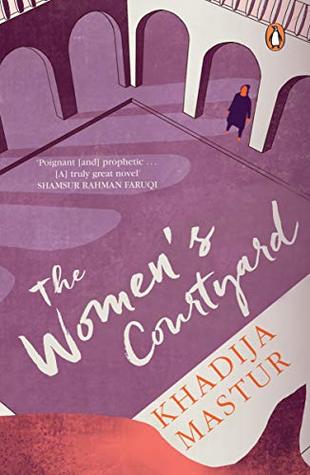 'Poignant [and] prophetic . . .
[A] truly great novel'
SHAMSUR RAHMAN FARUQI
The
Women's
Courtyard
KHADIJA
MASTUR